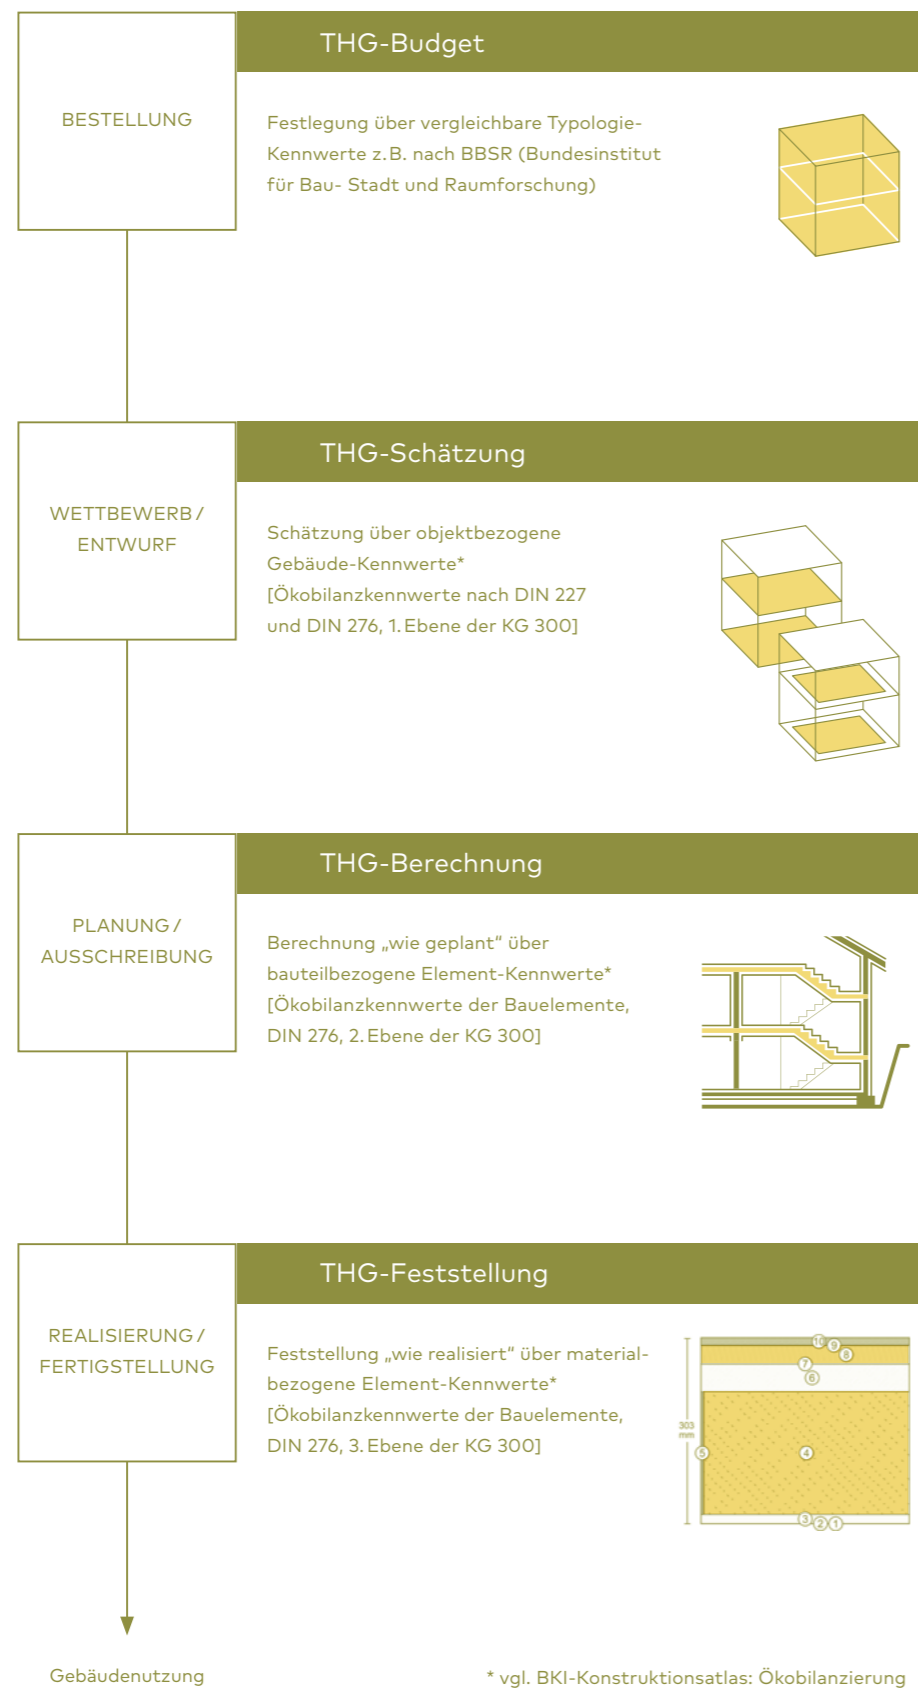 THG-Budget
BESTELLUNG
Festlegung über vergleichbare Typologie-
Kennwerte z.B. nach BBSR (Bundesinstitut
für Bau- Stadt und Raumforschung)
THG-Schätzung
WETTBEWERB /
ENTWURF
Schätzung über objektbezogene
Gebäude-Kennwerte*
[Ökobilanzkennwerte nach DIN 227
und DIN 276, 1. Ebene der KG 300]
THG-Berechnung
PLANUNG /
AUSSCHREIBUNG
Berechnung „wie geplant“ über
bauteilbezogene Element-Kennwerte*
[Ökobilanzkennwerte der Bauelemente,
DIN 276, 2. Ebene der KG 300]
THG-Feststellung
REALISIERUNG /
FERTIGSTELLUNG
Feststellung „wie realisiert“ über material-
bezogene Element-Kennwerte*
[Ökobilanzkennwerte der Bauelemente,
DIN 276, 3. Ebene der KG 300]
10 9
8
7
6
303
mm
5 4
3 2 1
Gebäudenutzung
* vgl. BKI-Konstruktionsatlas: Ökobilanzierung